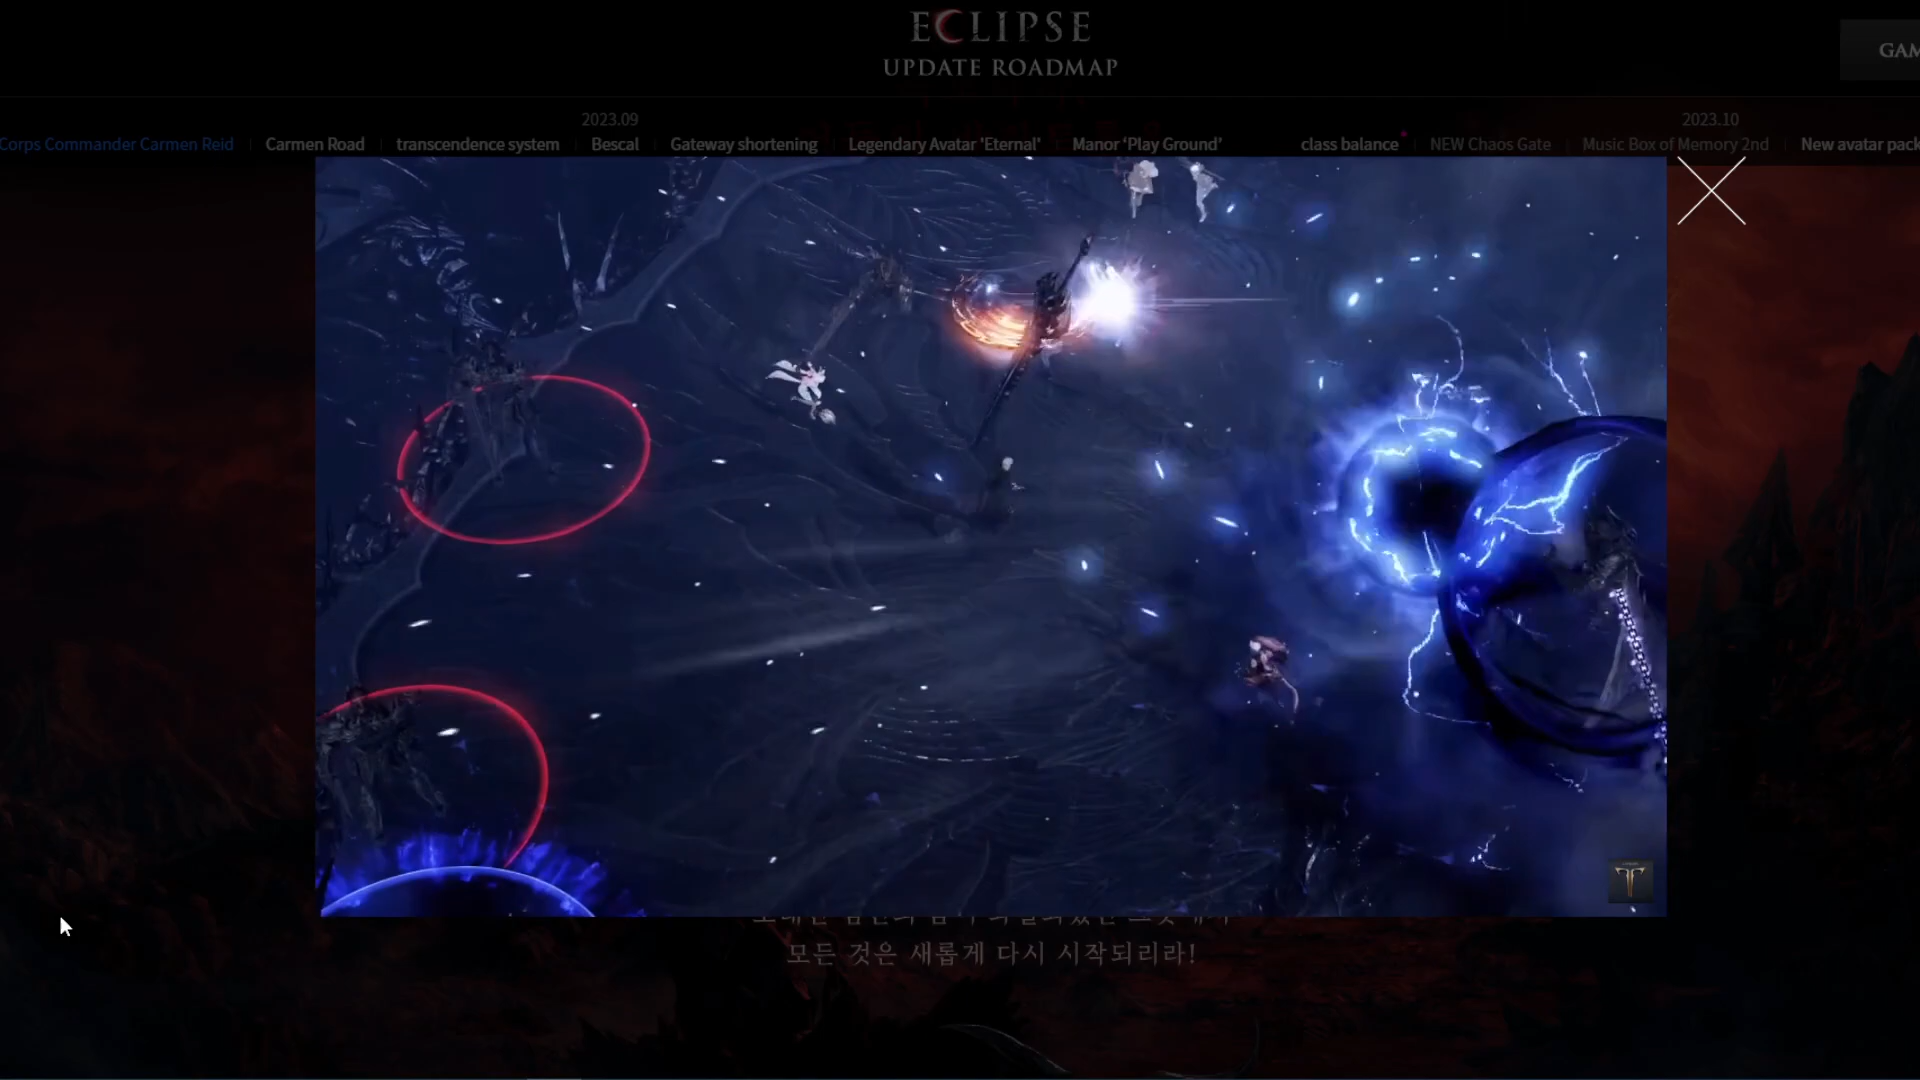 ECLIPSE
UPDATE ROADMAP
GAM
2023.09
2023.10
Corps Commander Carmen Reid
Carmen Road
transcendence system
Bescal
Gateway shortening
Legendary Avatar 'Eternal'
Manor ‘Play Ground’
class balance
NEW Chaos Gate
Music Box of Memory 2nd
New avatar pack
모든 것은 새롭게 다시 시작되리라!